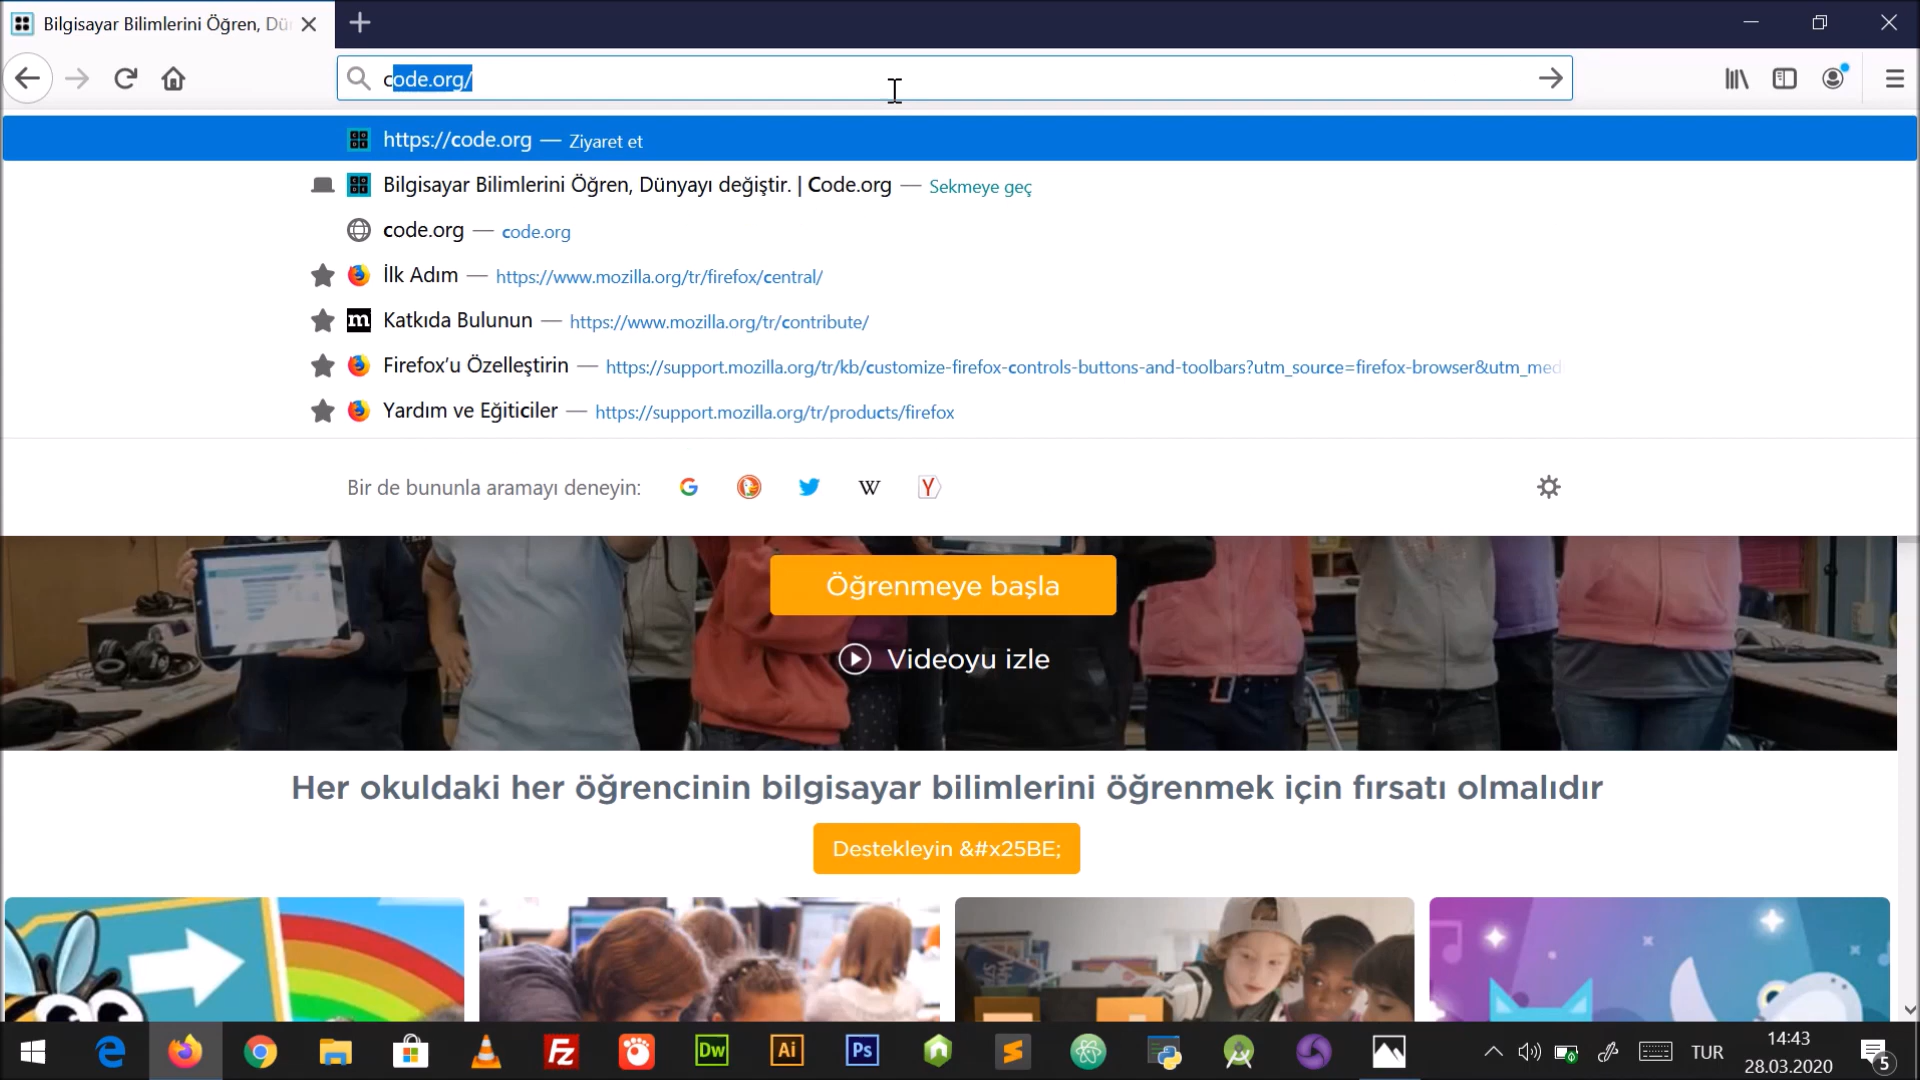 Bilgisayar Bilimlerini Öğren, Dü
code.org/
https://code.org — Ziyaret et
Bilgisayar Bilimlerini Öğren, Dünyayı değiştir. | Code.org — Sekmeye geç
code.org — code.org
İlk Adım — https://www.mozilla.org/tr/firefox/central/
Katkıda Bulunun — https://www.mozilla.org/tr/contribute/
Firefox'u Özelleştirin — https://support.mozilla.org/tr/kb/customize-firefox-controls-buttons-and-toolbars?utm_source=firefox-browser&utm_med
Yardım ve Eğiticiler — https://support.mozilla.org/tr/products/firefox
Bir de bununla aramayı deneyin:
Öğrenmeye başla
Videoyu izle
Her okuldaki her öğrencinin bilgisayar bilimlerini öğrenmek için fırsatı olmalıdır
Destekleyin &#x25BE;
Fz
Dw
Ai
Ps
TUR
14:43
28.03.2020
5